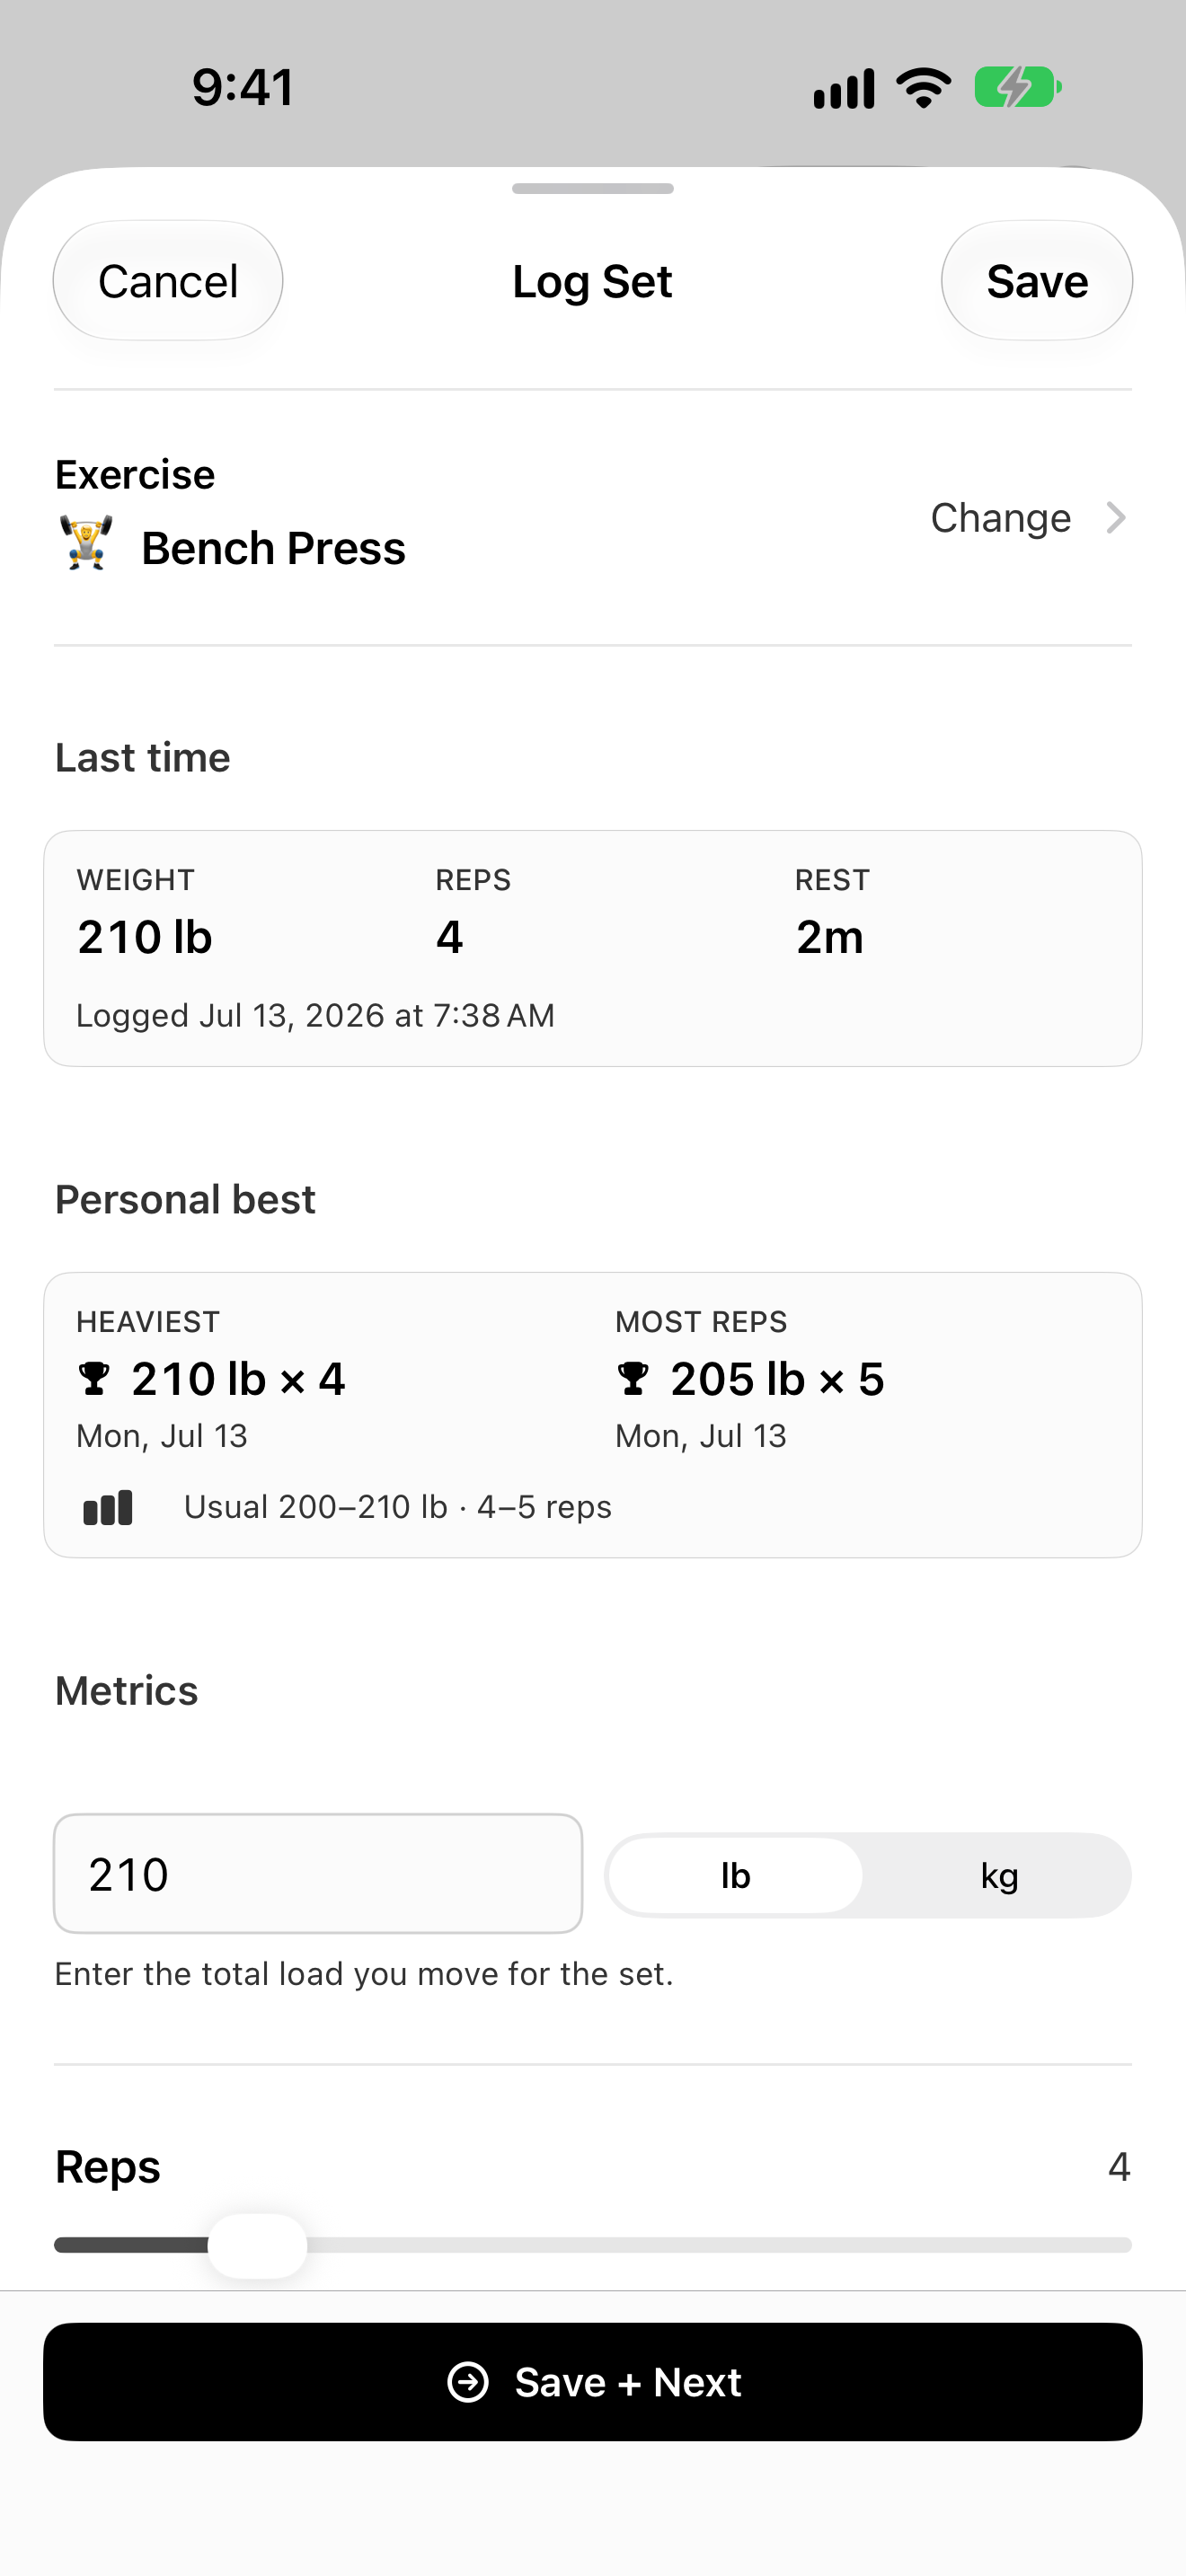 9:41
Cancel
Log Set
Save
Exercise
Bench Press
Change
Last time
WEIGHT
REPS
REST
210 lb
4
2m
Logged Jul 13, 2026 at 7:38 AM
Personal best
HEAVIEST
MOST REPS
210 lb × 4
205 lb × 5
Mon, Jul 13
Mon, Jul 13
Usual 200–210 lb · 4–5 reps
Metrics
210
lb
kg
Enter the total load you move for the set.
Reps
4
Save + Next